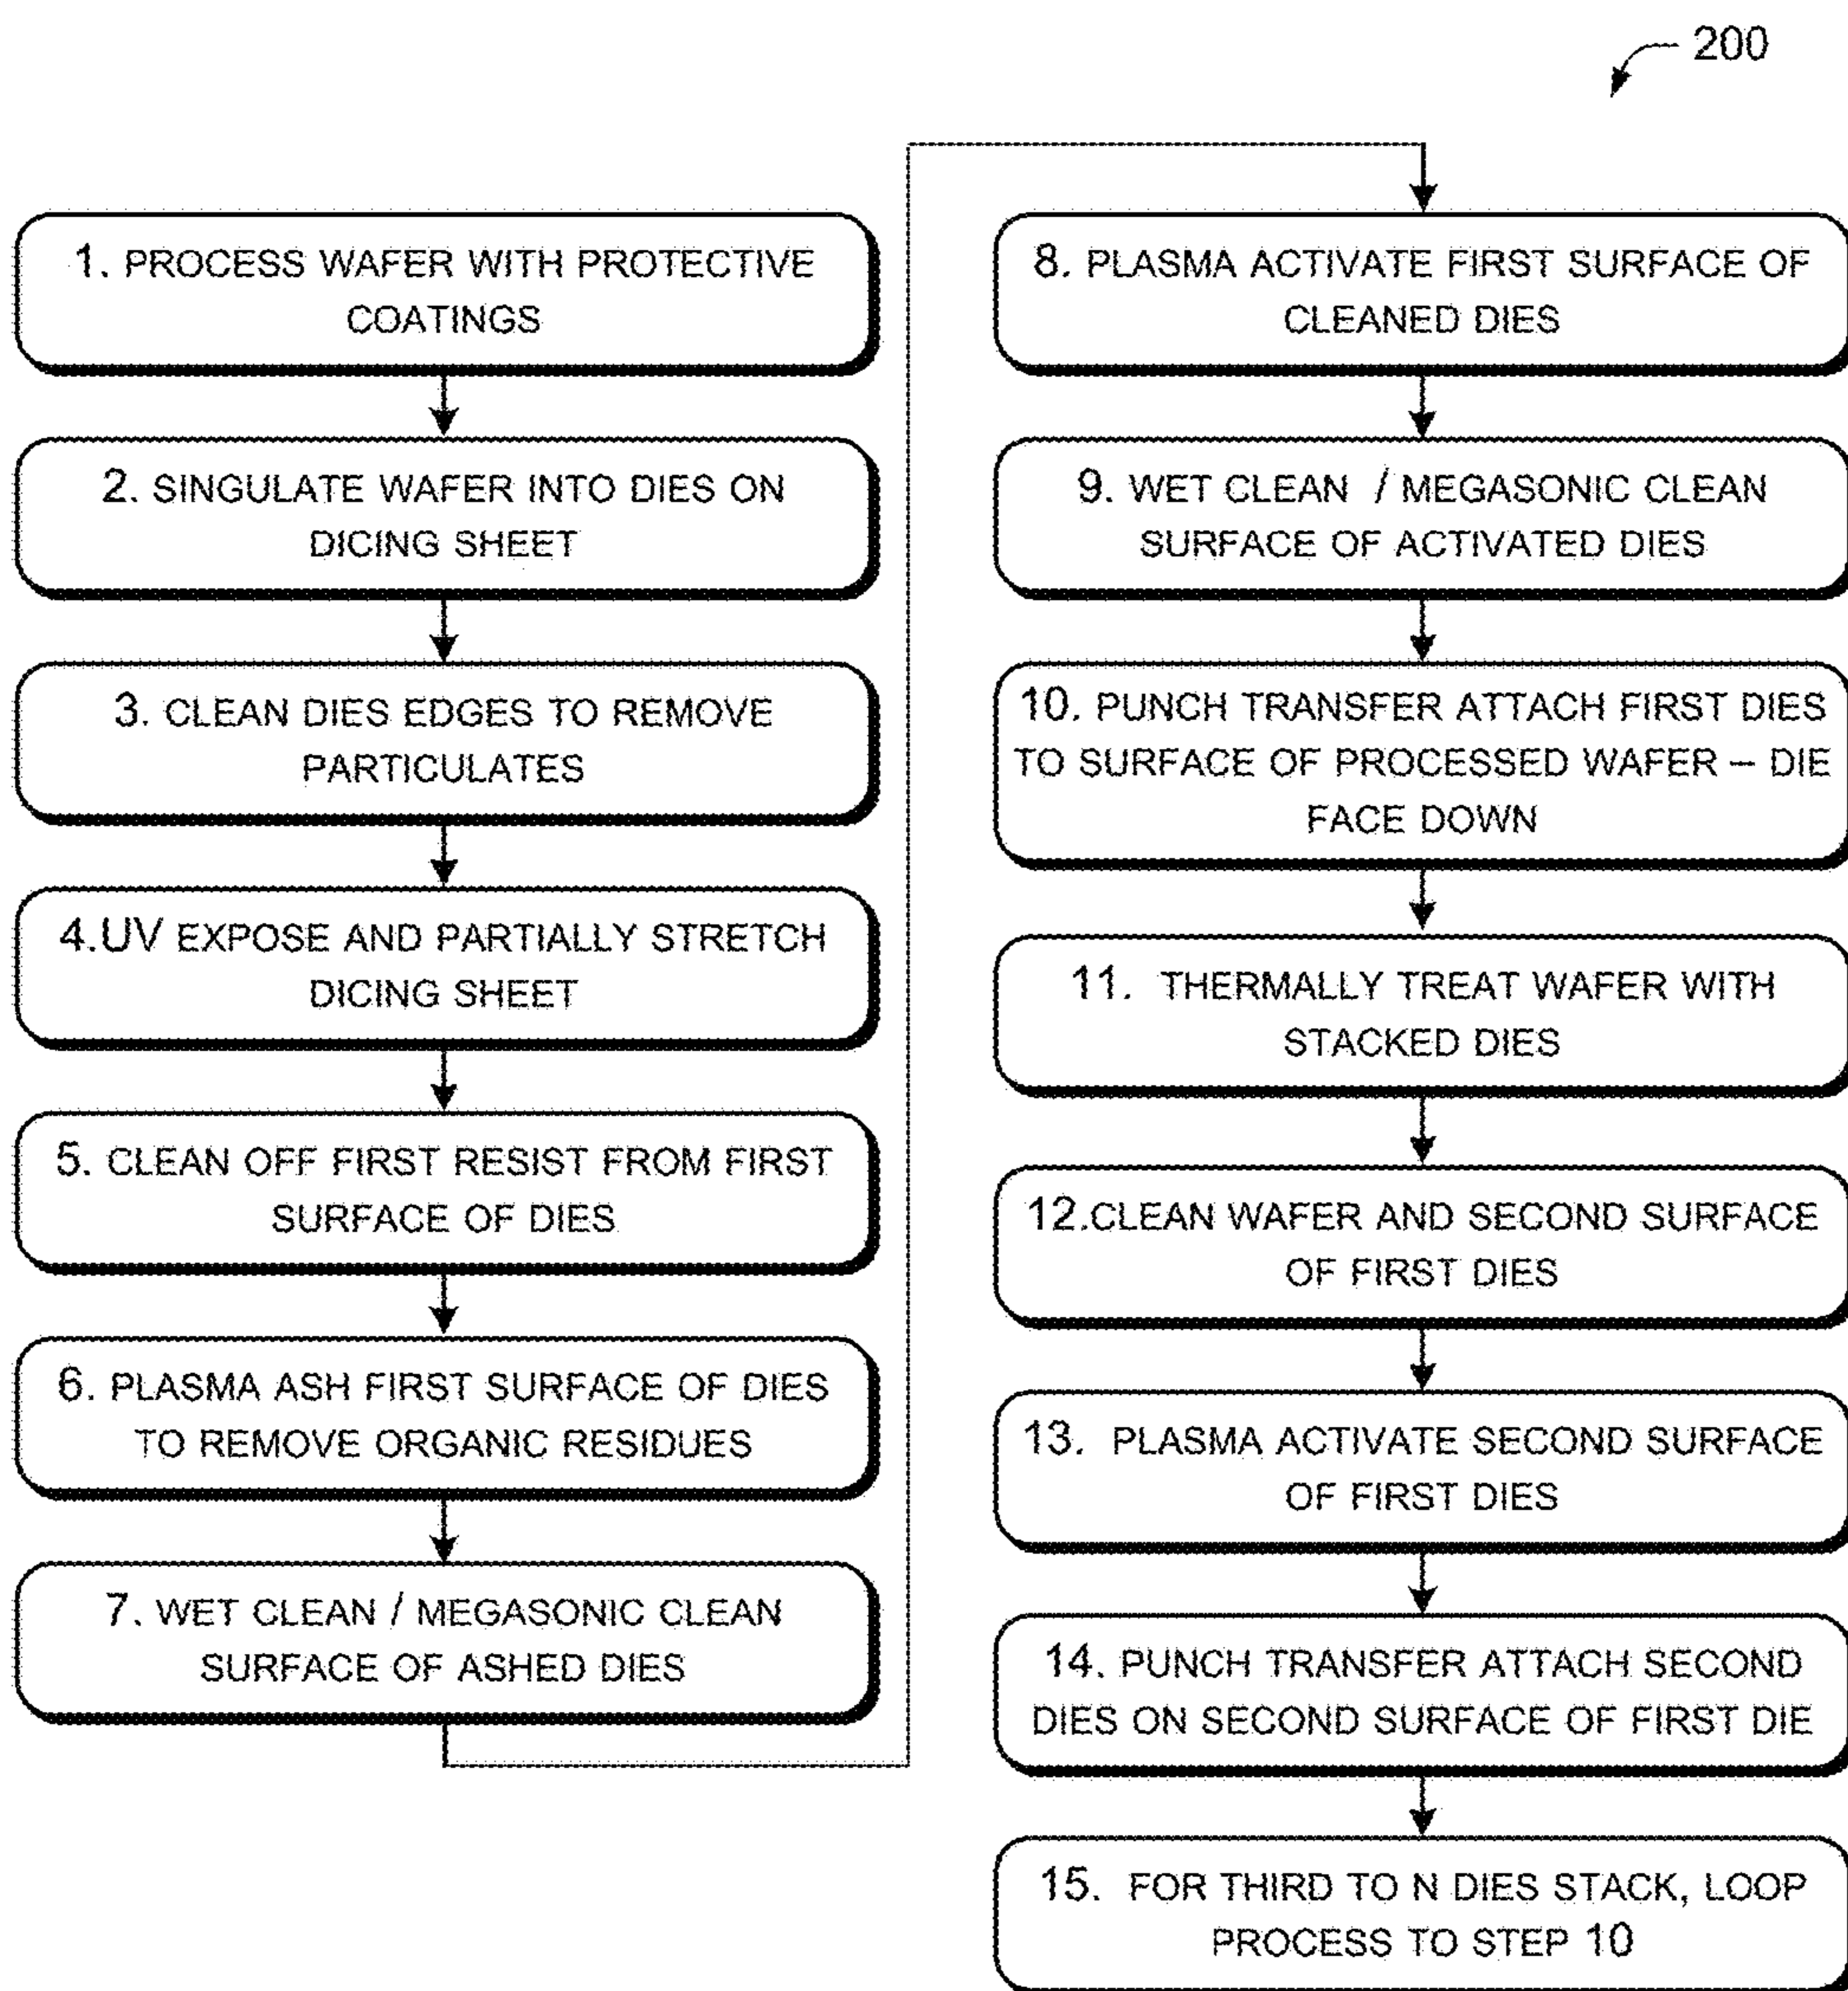 200
1. PROCESS WAFER WITH PROTECTIVE
COATINGS
2. SINGULATE WAFER INTO DIES ON
DICING SHEET
3. CLEAN DIES EDGES TO REMOVE
PARTICULATES
4.UV EXPOSE AND PARTIALLY STRETCH
DICING SHEET
5. CLEAN OFF FIRST RESIST FROM FIRST
SURFACE OF DIES
6. PLASMA ASH FIRST SURFACE OF DIES
TO REMOVE ORGANIC RESIDUES
7. WET CLEAN / MEGASONIC CLEAN
SURFACE OF ASHED DIES
8. PLASMA ACTIVATE FIRST SURFACE OF
CLEANED DIES
9. WET CLEAN / MEGASONIC CLEAN
SURFACE OF ACTIVATED DIES
10. PUNCH TRANSFER ATTACH FIRST DIES
TO SURFACE OF PROCESSED WAFER – DIE
FACE DOWN
11. THERMALLY TREAT WAFER WITH
STACKED DIES
12.CLEAN WAFER AND SECOND SURFACE
OF FIRST DIES
13. PLASMA ACTIVATE SECOND SURFACE
OF FIRST DIES
14. PUNCH TRANSFER ATTACH SECOND
DIES ON SECOND SURFACE OF FIRST DIE
15. FOR THIRD TO N DIES STACK, LOOP
PROCESS TO STEP 10